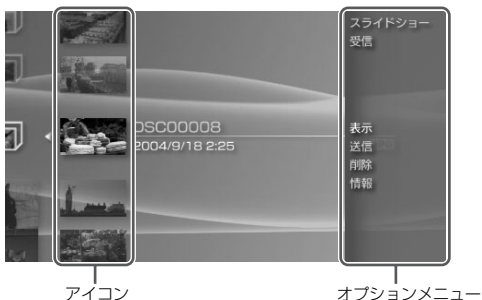 スライドショー
受信
DSC00008
2004/9/18 2:25
表示
送信
削除
情報
アイコン
オプションメニュー